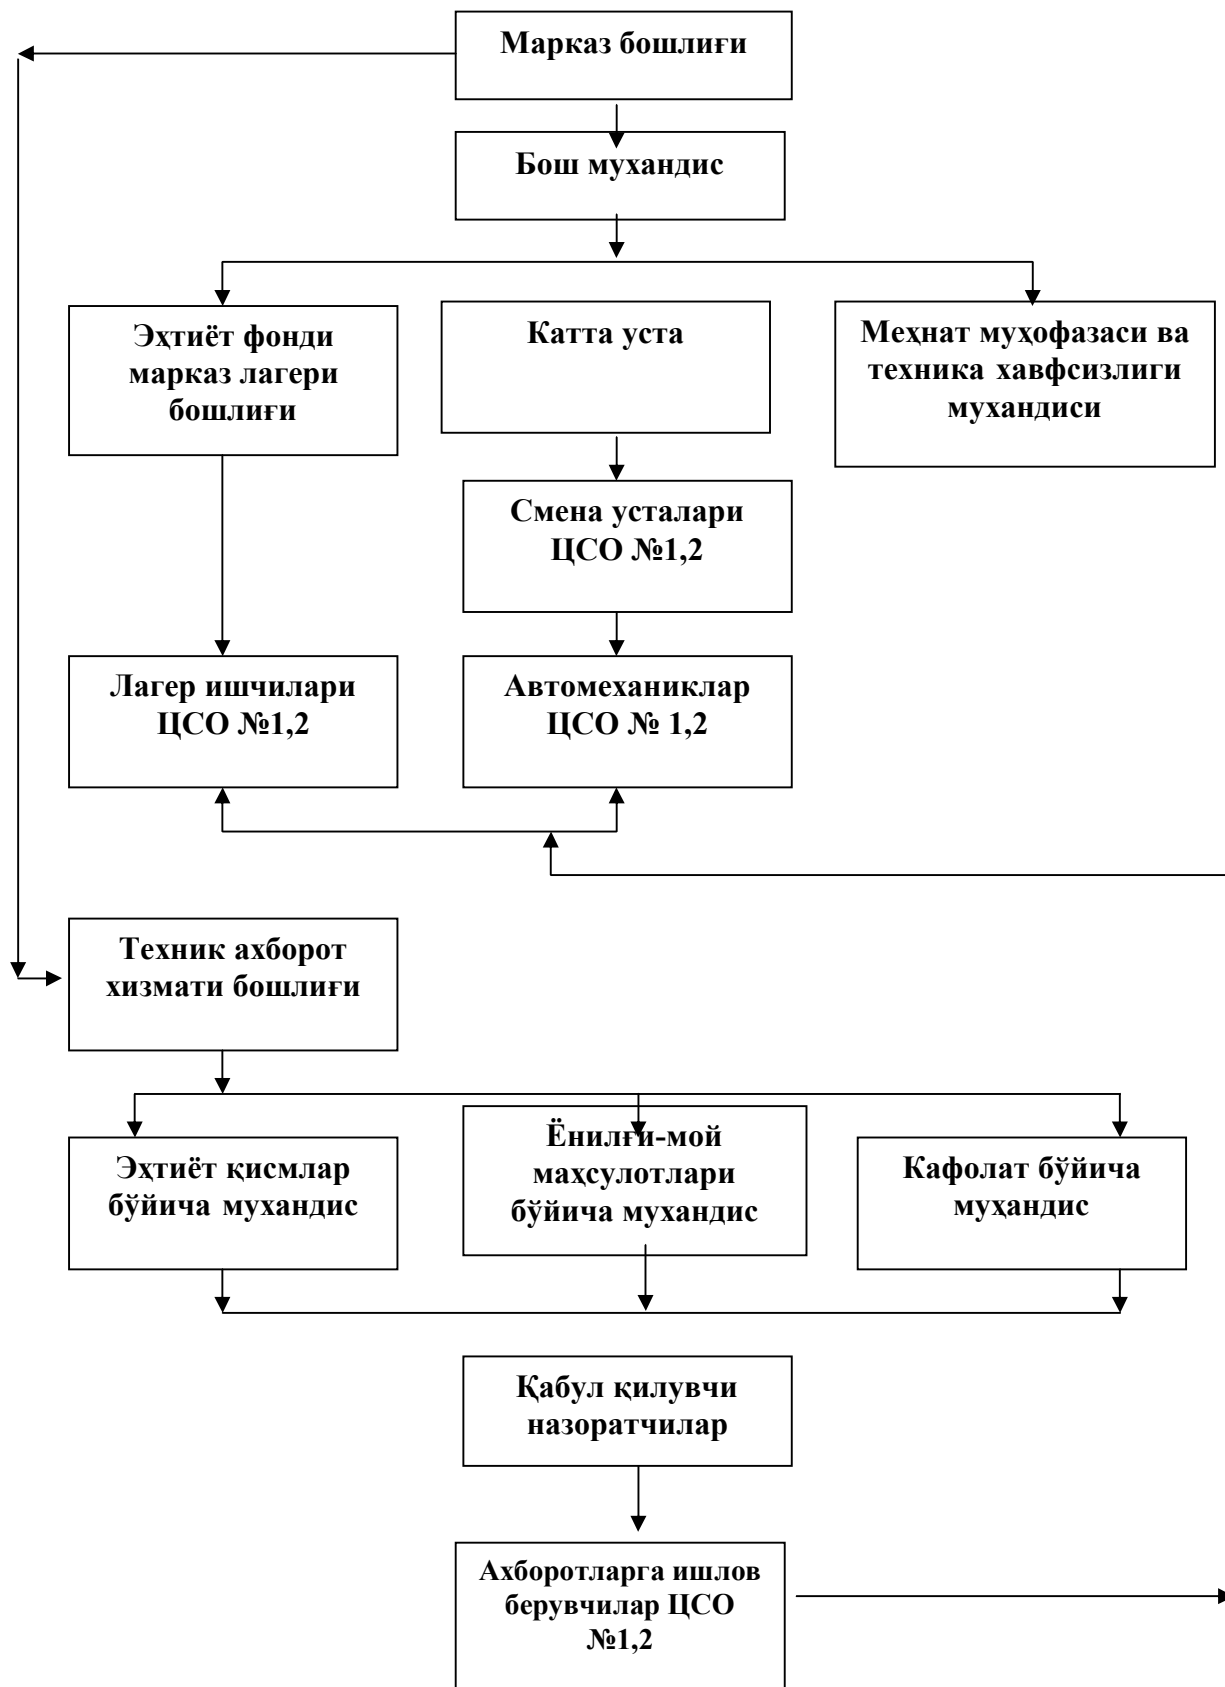 Марказ бошлиғи
Бош мухандис
Эҳтиёт фонди
марказ лагери
бошлиғи
Катта уста
Меҳнат муҳофазаси ва
техника хавфсизлиги
мухандиси
Смена усталари
ЦСО №1,2
Лагер ишчилари
ЦСО №1,2
Автомеханиклар
ЦСО № 1,2
Техник ахборот
хизмати бошлиғи
Эҳтиёт қисмлар
бўйича мухандис
Ёнилғи-мой
маҳсулотлари
бўйича мухандис
Кафолат бўйича
муҳандис
Қабул қилувчи
назоратчилар
Ахборотларга ишлов
берувчилар ЦСО
№1,2